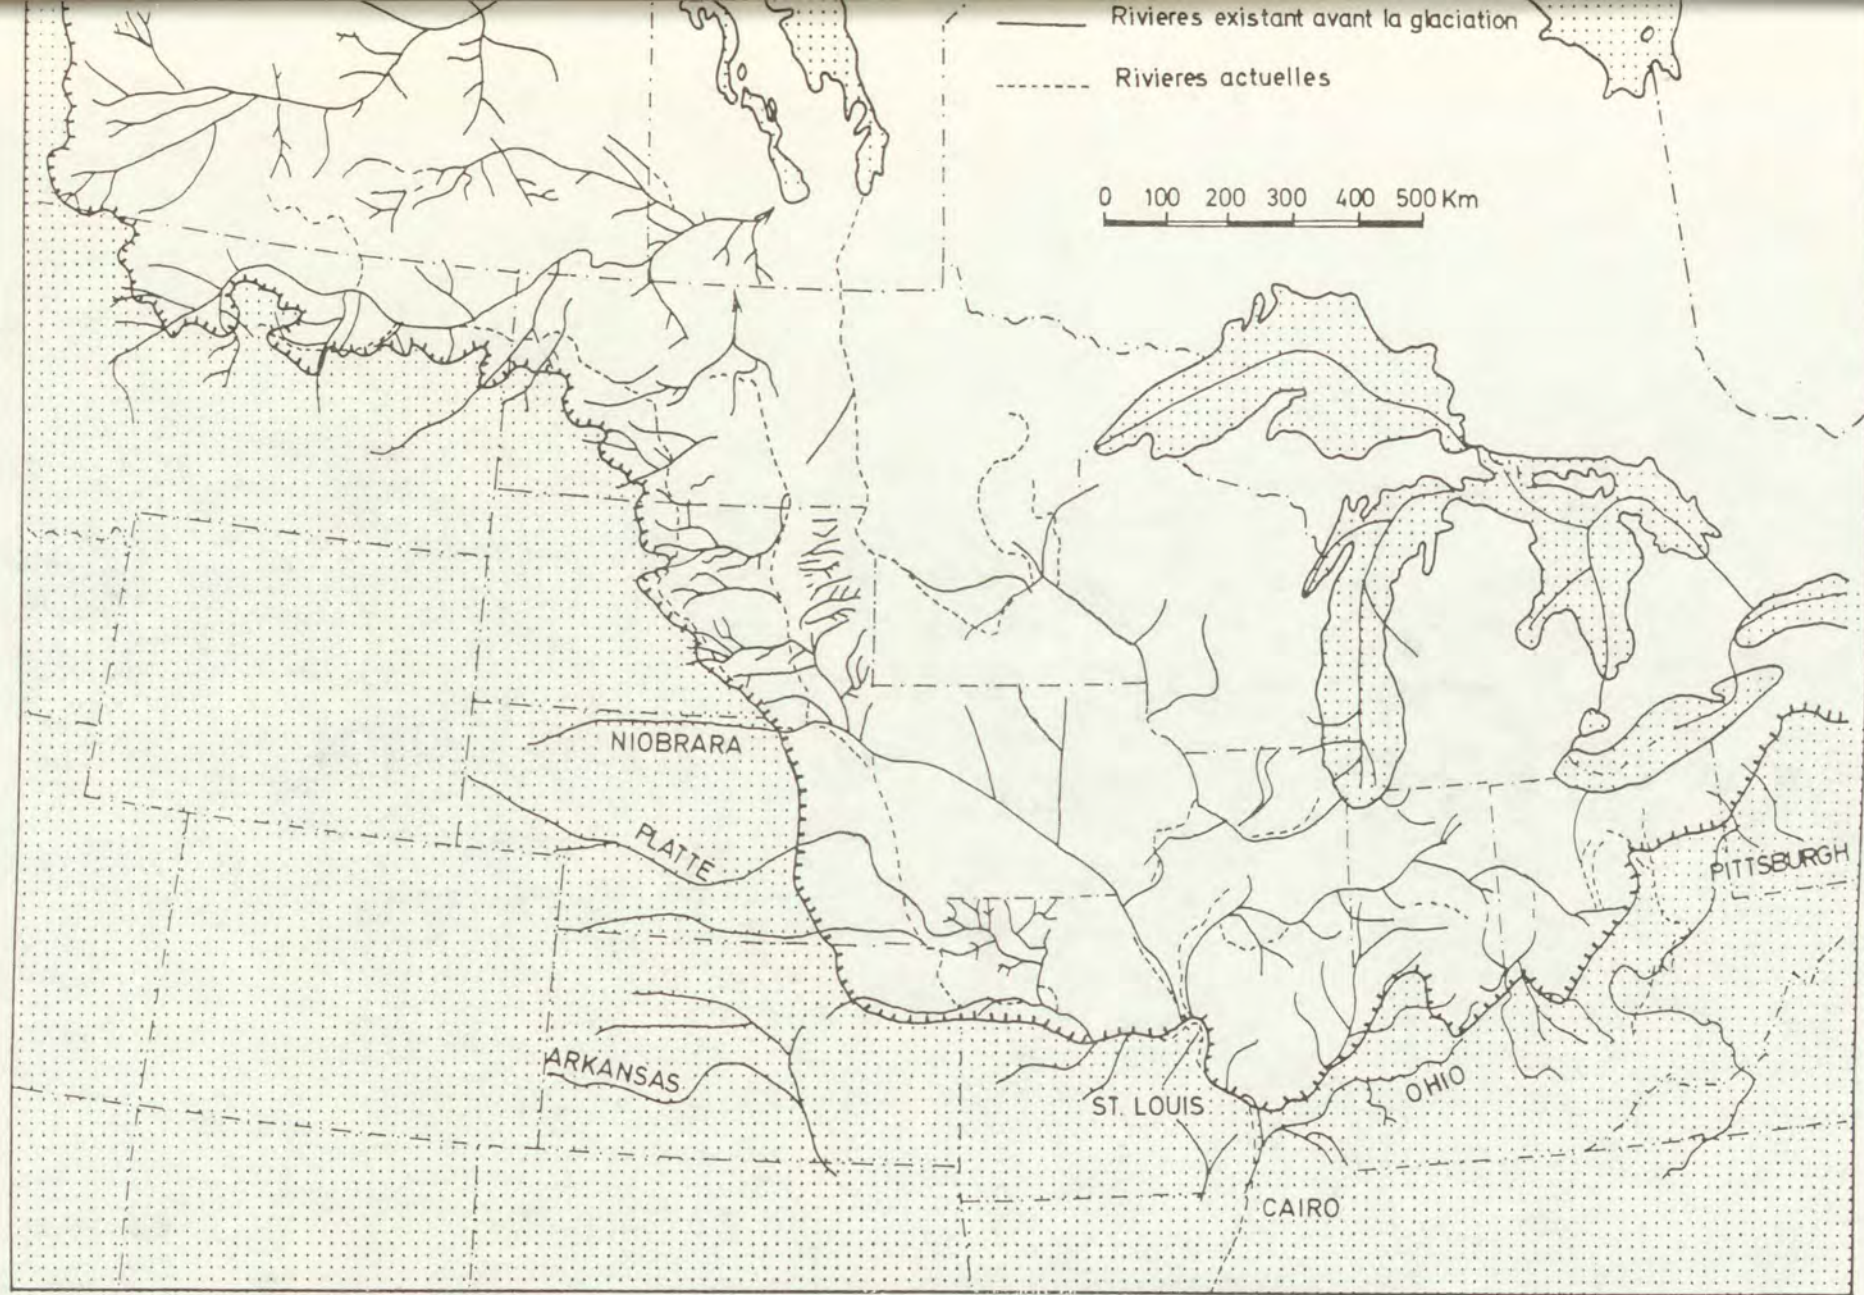 Rivieres existant avant la glaciation
Rivieres actuelles
0 100 200 300 400 500 Km
NIOBRARA
PLATTE
PITTSBURGH
ARKANSAS
ST. LOUIS
OHIO
CAIRO